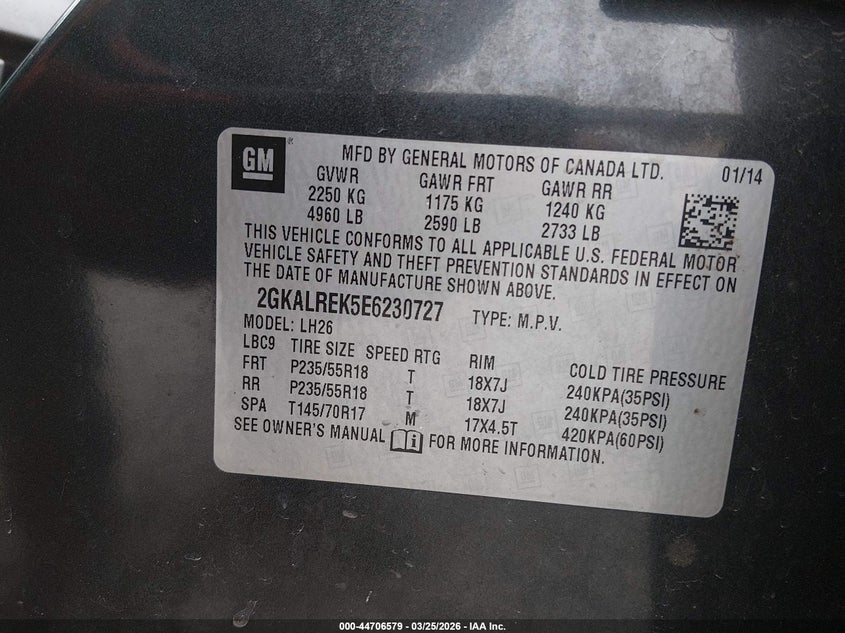 GM
®
MFD BY GENERAL MOTORS OF CANADA LTD. 01/14
GVWR GAWR FRT GAWR RR
2250 KG 1175 KG 1240 KG
4960 LB 2590 LB 2733 LB
THIS VEHICLE CONFORMS TO ALL APPLICABLE U.S. FEDERAL MOTOR
VEHICLE SAFETY AND THEFT PREVENTION STANDARDS IN EFFECT ON
THE DATE OF MANUFACTURE SHOWN ABOVE.
2GKALREK5E6230727 TYPE: M.P.V.
MODEL: LH26
LBC9 TIRE SIZE SPEED RTG RIM COLD TIRE PRESSURE
FRT P235/55R18 T 18X7J 240KPA(35PSI)
RR P235/55R18 T 18X7J 240KPA(35PSI)
SPA T145/70R17 M 17X4.5T 420KPA(60PSI)
SEE OWNER'S MANUAL FOR MORE INFORMATION.
000-44706579 - 03/25/2026 - IAA Inc.